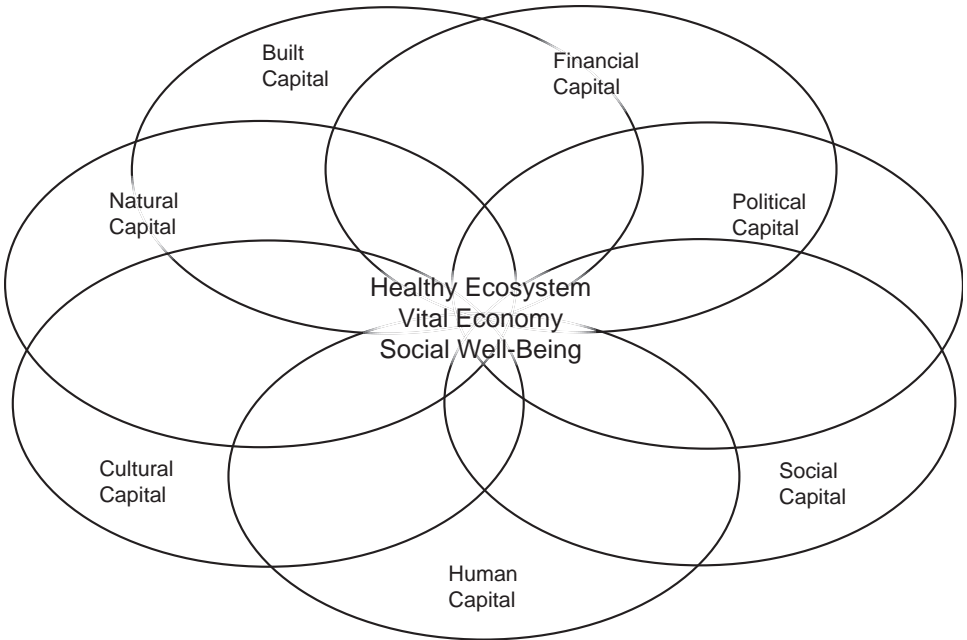 Built
Capital
Financial
Capital
Natural
Capital
Political
Capital
Healthy Ecosystem
Vital Economy
Social Well-Being
Cultural
Capital
Social
Capital
Human
Capital